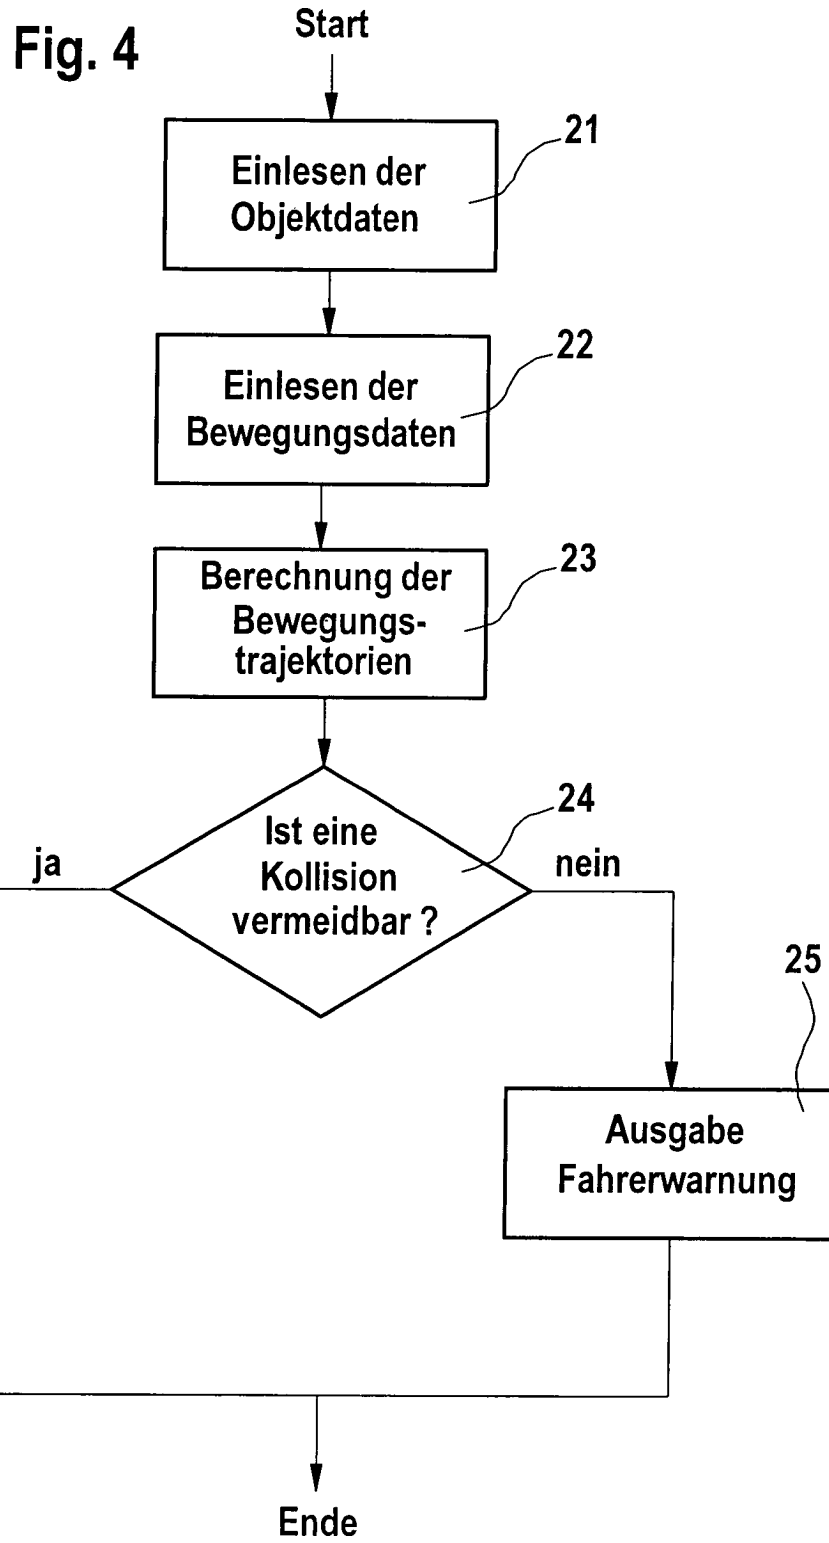 Fig. 4
Start
21
Einlesen der
Objektdaten
22
Einlesen der
Bewegungsdaten
23
Berechnung der
Bewegungs-
trajektorien
24
Ist eine
Kollision
vermeidbar ?
ja
nein
25
Ausgabe
Fahrerwarnung
Ende